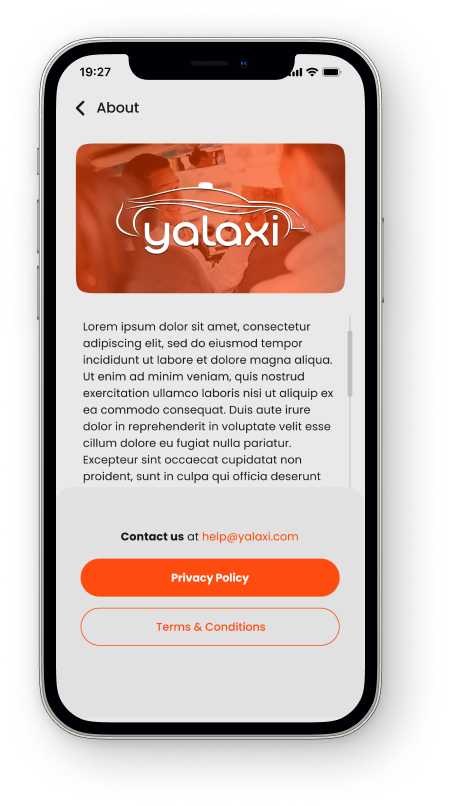 19:27
About
yalaxi
Lorem ipsum dolor sit amet, consectetur
adipiscing elit, sed do eiusmod tempor
incididunt ut labore et dolore magna aliqua.
Ut enim ad minim veniam, quis nostrud
exercitation ullamco laboris nisi ut aliquip ex
ea commodo consequat. Duis aute irure
dolor in reprehenderit in voluptate velit esse
cillum dolore eu fugiat nulla pariatur.
Excepteur sint occaecat cupidatat non
proident, sunt in culpa qui officia deserunt
Contact us at help@yalaxi.com
Privacy Policy
Terms & Conditions